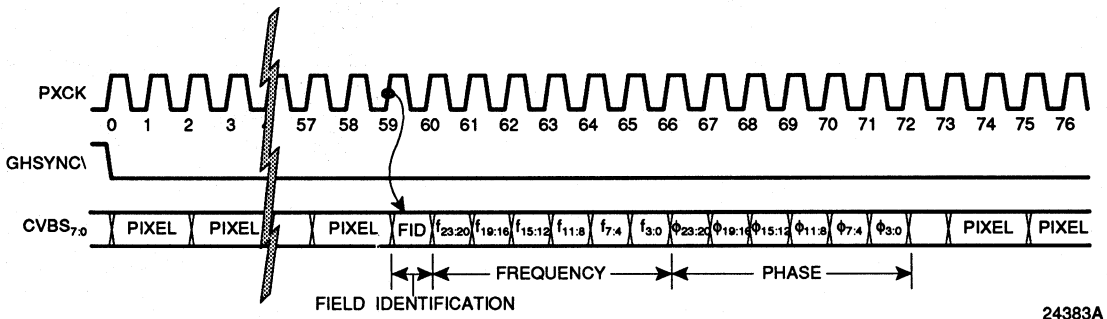 PXCK
0 1 2 3 57 58 59 60 61 62 63 64 65 66 67 68 69 70 71 72 73 74 75 76
GHSYNC\
CVBS7:0 PIXEL PIXEL PIXEL FID f23:20 f19:16 f15:12 f11:8 f7:4 f3:0 ϕ23:20 ϕ19:16 ϕ15:12 ϕ11:8 ϕ7:4 ϕ3:0 PIXEL PIXEL
FREQUENCY PHASE
FIELD IDENTIFICATION
24383A